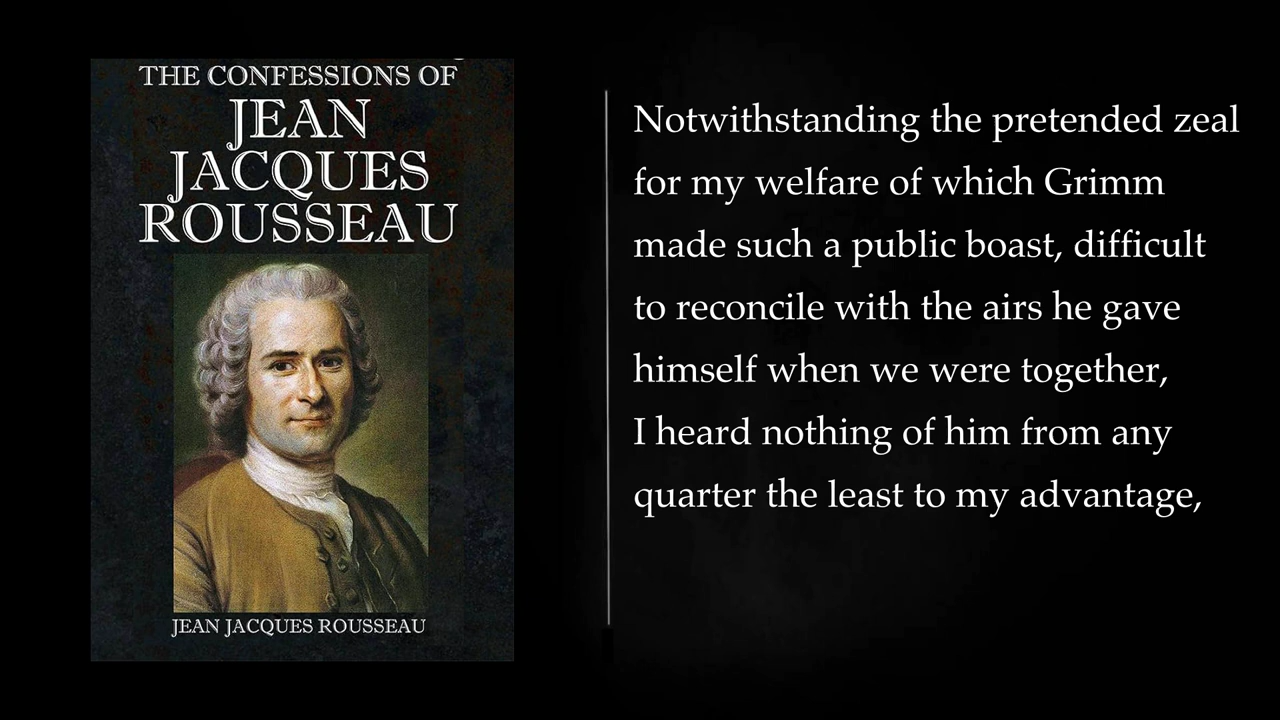 THE CONFESSIONS OF
JEAN
JACQUES
ROUSSEAU
JEAN JACQUES ROUSSEAU
Notwithstanding the pretended zeal
for my welfare of which Grimm
made such a public boast, difficult
to reconcile with the airs he gave
himself when we were together,
I heard nothing of him from any
quarter the least to my advantage,